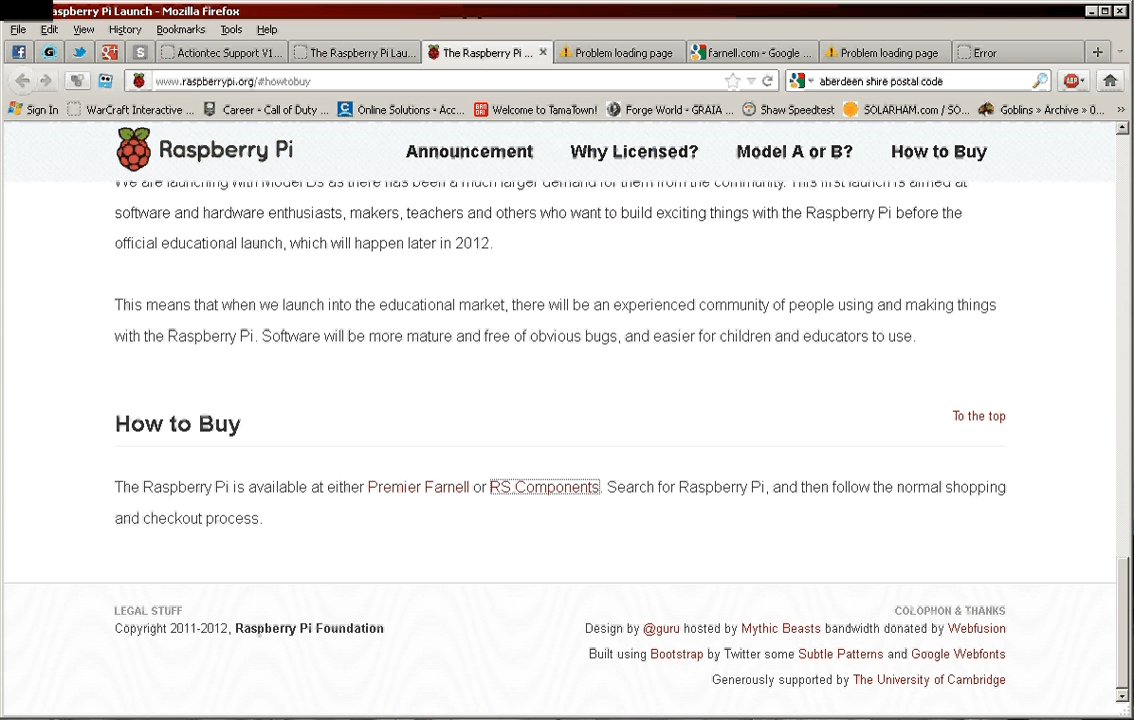 aspberry Pi Launch - Mozilla Firefox
File Edit View History Bookmarks Tools Help
Actiontec Support V1... The Raspberry Pi Lau... The Raspberry Pi ... Problem loading page farnell.com - Google ... Problem loading page Error
www.raspberrypi.org/#howtobuy aberdeen shire postal code
Sign In WarCraft Interactive ... Career - Call of Duty ... Online Solutions - Acc... Welcome to TamaTown! Forge World - GRAIA ... Shaw Speedtest SOLARHAM.com / SO... Goblins » Archive » 0...
Raspberry Pi Announcement Why Licensed? Model A or B? How to Buy
We are launching with Model Bs as there has been a much larger demand for them from the community. This first launch is aimed at
software and hardware enthusiasts, makers, teachers and others who want to build exciting things with the Raspberry Pi before the
official educational launch, which will happen later in 2012.
This means that when we launch into the educational market, there will be an experienced community of people using and making things
with the Raspberry Pi. Software will be more mature and free of obvious bugs, and easier for children and educators to use.
How to Buy To the top
The Raspberry Pi is available at either Premier Farnell or RS Components. Search for Raspberry Pi, and then follow the normal shopping
and checkout process.
LEGAL STUFF COLOPHON & THANKS
Copyright 2011-2012, Raspberry Pi Foundation Design by @guru hosted by Mythic Beasts bandwidth donated by Webfusion
Built using Bootstrap by Twitter some Subtle Patterns and Google Webfonts
Generously supported by The University of Cambridge